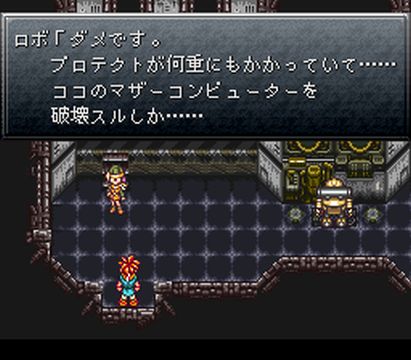 ロボ「ダメです。
プロテクトが何重にもかかっていて……
ココのマザーコンピューターを
破壊スルしか……